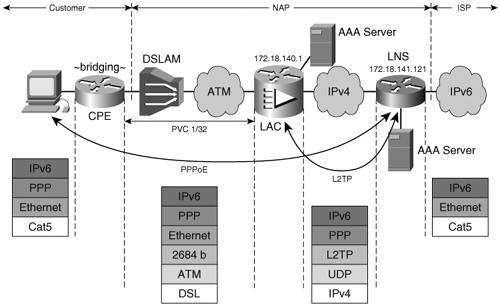 Customer
NAP
ISP
~bridging~
DSLAM
AAA Server
172.18.140.1
LNS
172.18.141.121
CPE
ATM
LAC
IPv4
IPv6
PVC 1/32
AAA Server
PPPoE
L2TP
IPv6
PPP
Ethernet
Cat5
IPv6
PPP
Ethernet
2684 b
ATM
DSL
IPv6
PPP
L2TP
UDP
IPv4
IPv6
Ethernet
Cat5